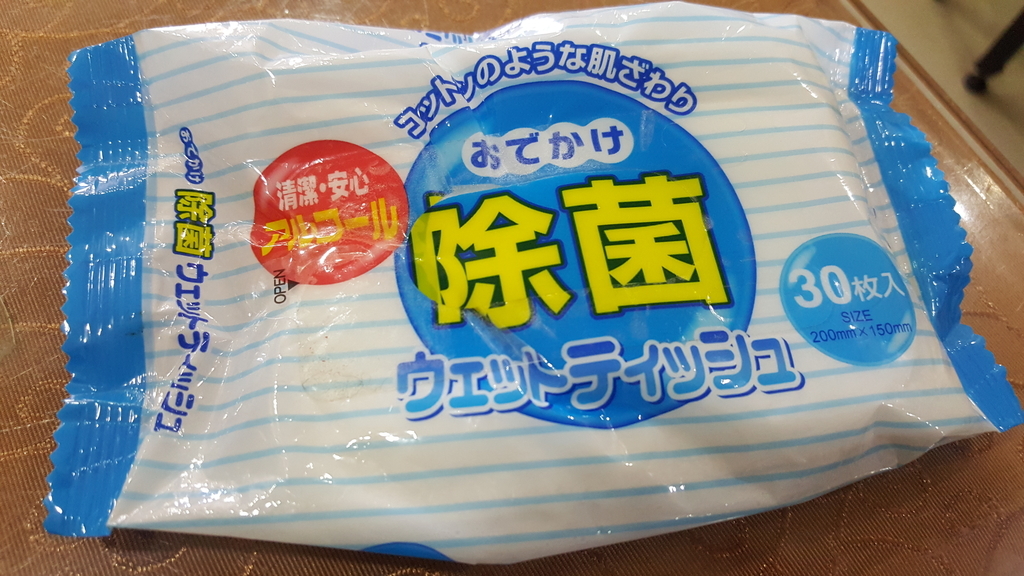 コットンのような肌ざわり
おでかけ
除菌
ウェットティッシュ
清潔・安心
アルコール
OPEN
30枚入
SIZE
200mm×150mm
おでかけ 除菌 ウェットティッシュ